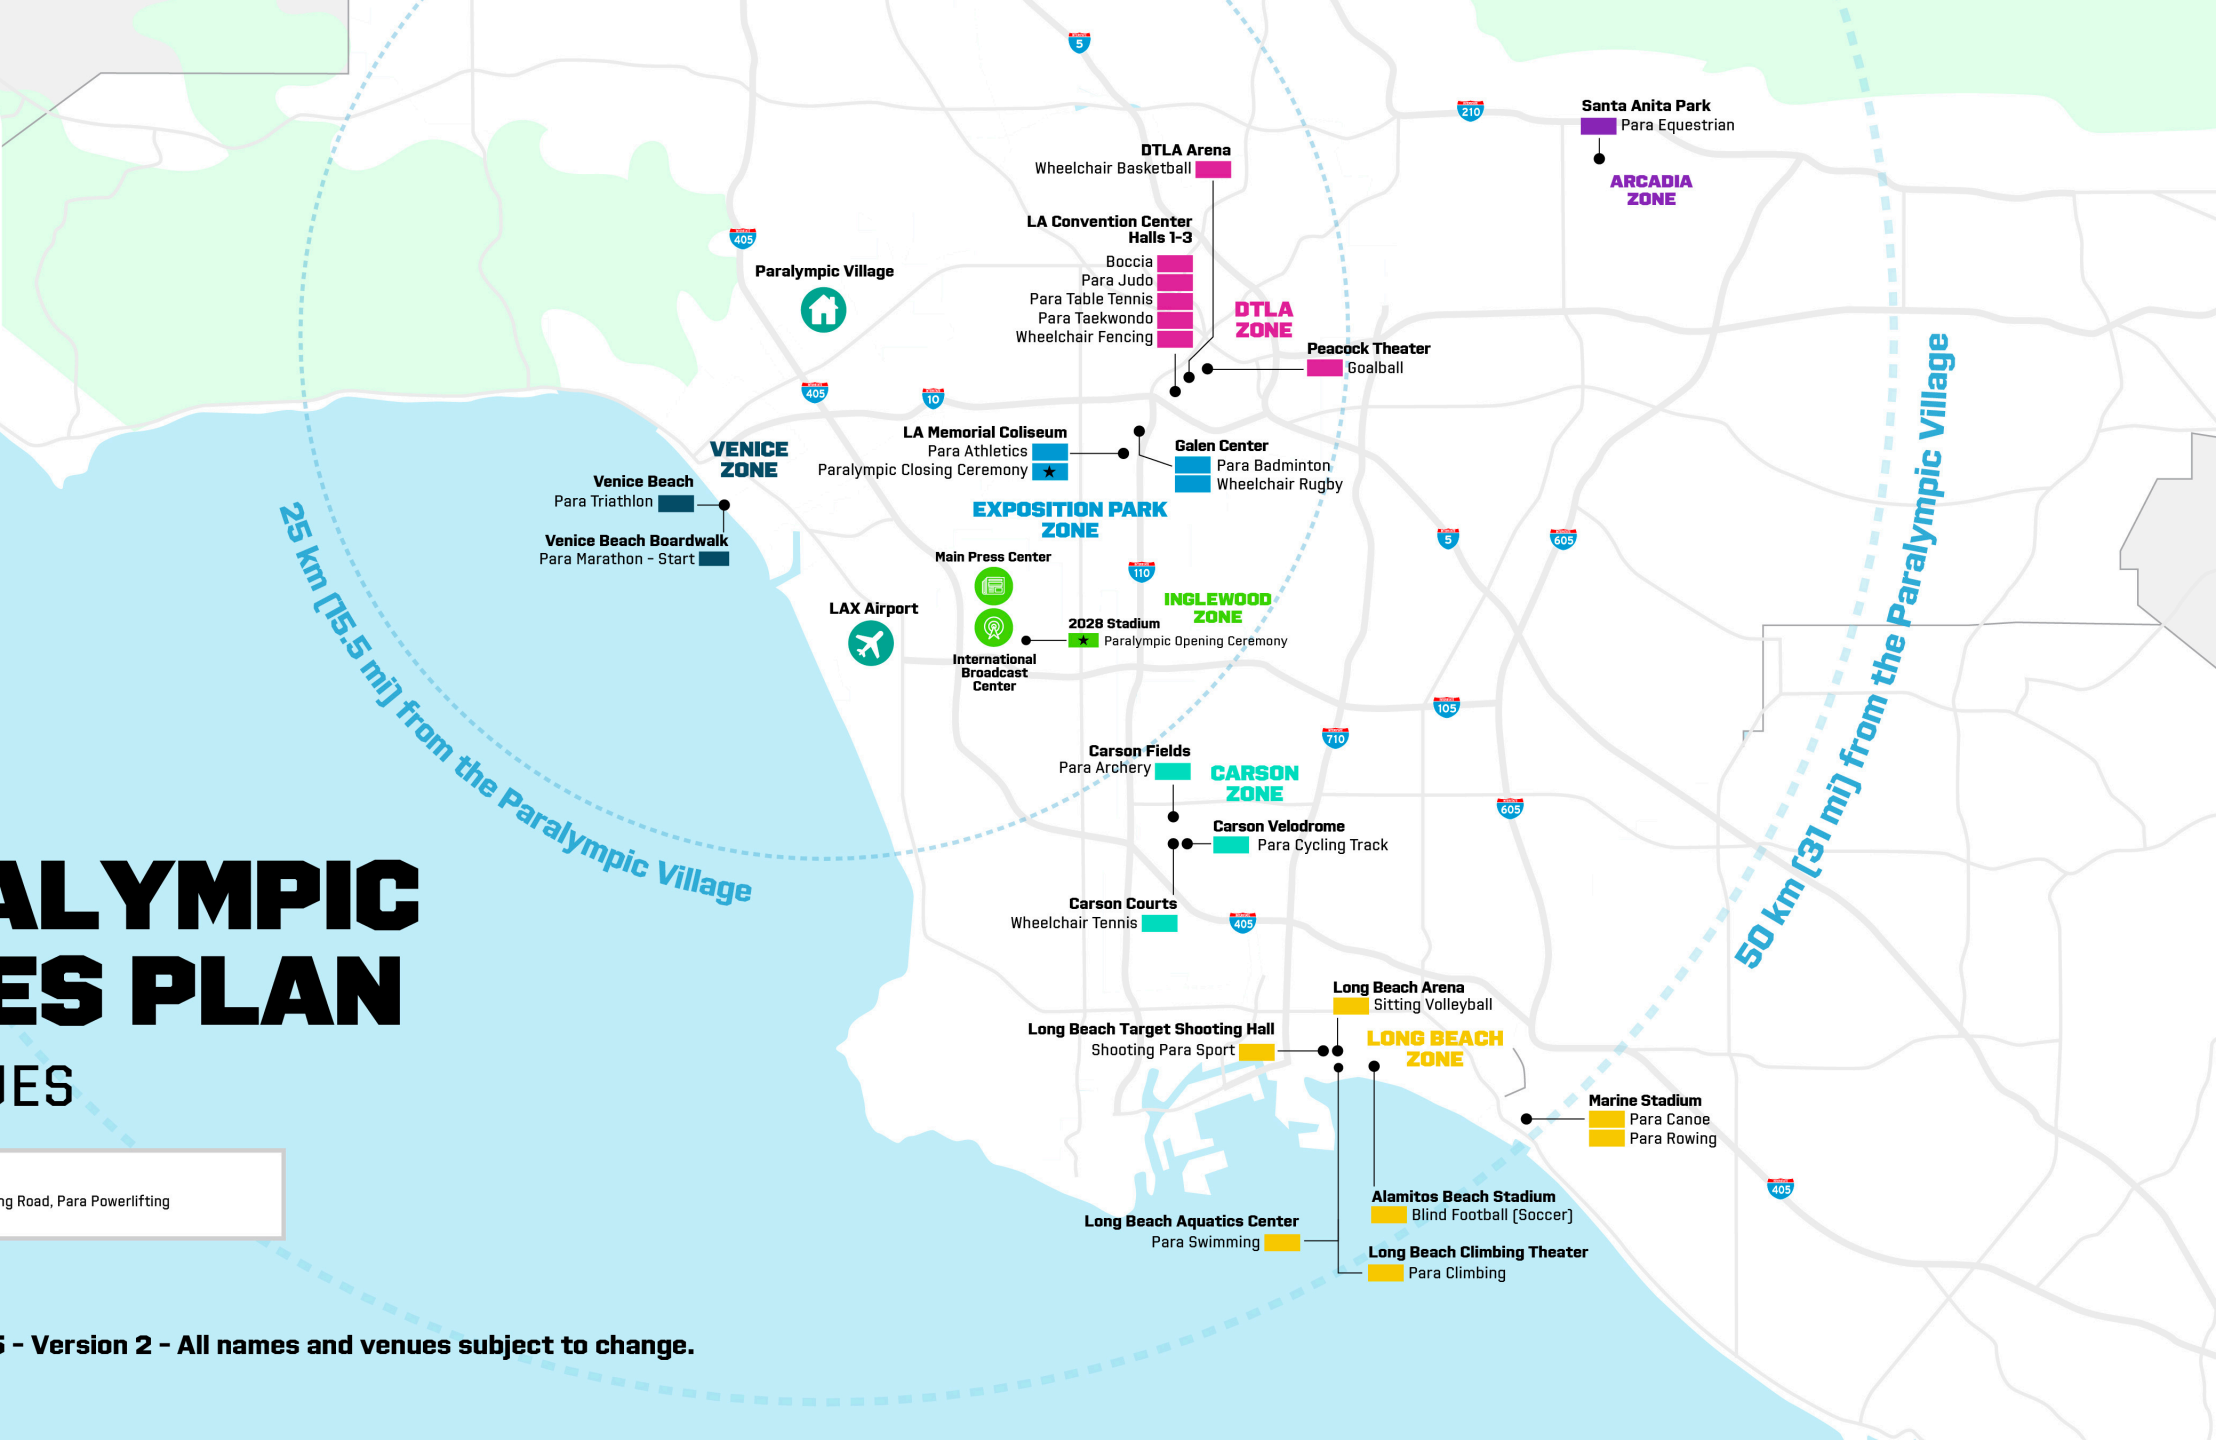 5
210
Santa Anita Park
Para Equestrian
ARCADIA
ZONE
DTLA Arena
Wheelchair Basketball
LA Convention Center
Halls 1-3
Boccia
Para Judo
Para Table Tennis
Para Taekwondo
Wheelchair Fencing
DTLA
ZONE
Peacock Theater
Goalball
405
Paralympic Village
405
10
LA Memorial Coliseum
Para Athletics
Paralympic Closing Ceremony
Galen Center
Para Badminton
Wheelchair Rugby
VENICE
ZONE
Venice Beach
Para Triathlon
Venice Beach Boardwalk
Para Marathon - Start
EXPOSITION PARK
ZONE
Main Press Center
110
5
605
INGLEWOOD
ZONE
LAX Airport
2028 Stadium
Paralympic Opening Ceremony
International
Broadcast
Center
105
710
25 km (15.5 mi) from the Paralympic Village
50 km (31 mi) from the Paralympic Village
Carson Fields
Para Archery
CARSON
ZONE
605
Carson Velodrome
Para Cycling Track
Carson Courts
Wheelchair Tennis
405
ALYMPIC
ES PLAN
UES
Long Beach Arena
Sitting Volleyball
Long Beach Target Shooting Hall
Shooting Para Sport
LONG BEACH
ZONE
Marine Stadium
Para Canoe
Para Rowing
405
Alamitos Beach Stadium
Blind Football (Soccer)
Long Beach Aquatics Center
Para Swimming
Long Beach Climbing Theater
Para Climbing
ng Road, Para Powerlifting
5 - Version 2 - All names and venues subject to change.